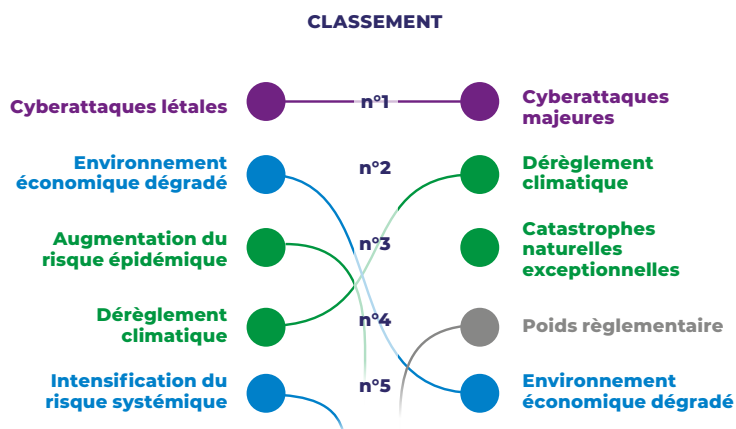 CLASSEMENT
Cyberattaques létales
n°1
Cyberattaques
majeures
Environnement
économique dégradé
n°2
Dérèglement
climatique
Augmentation du
risque épidémique
n°3
Catastrophes
naturelles
exceptionnelles
Dérèglement
climatique
n°4
Poids règlementaire
Intensification du
risque systémique
n°5
Environnement
économique dégradé